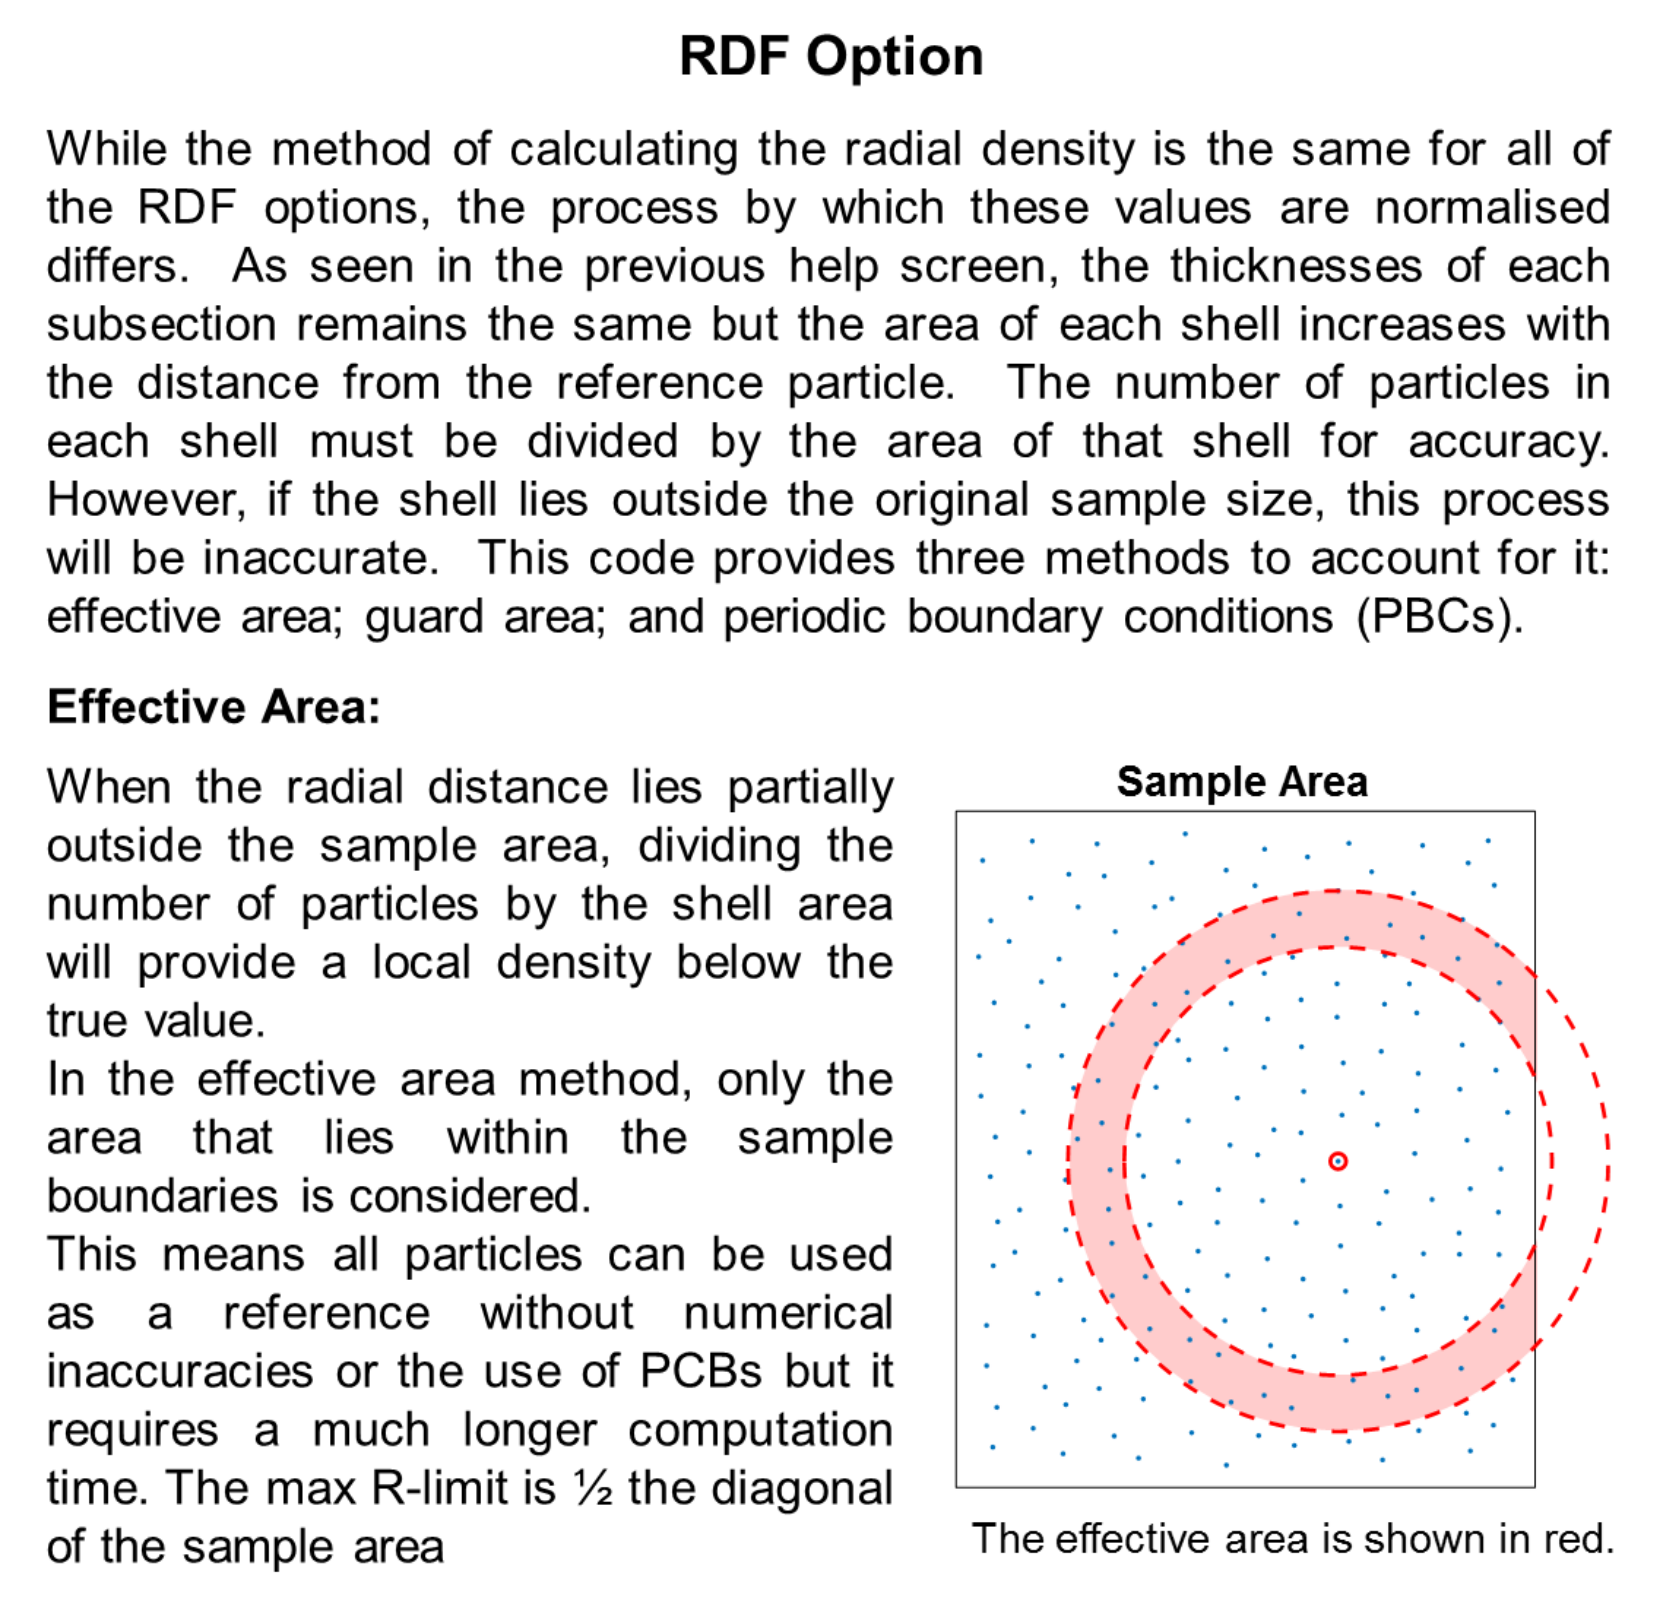 RDF Option
While the method of calculating the radial density is the same for all of
the RDF options, the process by which these values are normalised
differs. As seen in the previous help screen, the thicknesses of each
subsection remains the same but the area of each shell increases with
the distance from the reference particle. The number of particles in
each shell must be divided by the area of that shell for accuracy.
However, if the shell lies outside the original sample size, this process
will be inaccurate. This code provides three methods to account for it:
effective area; guard area; and periodic boundary conditions (PBCs).
Effective Area:
When the radial distance lies partially
outside the sample area, dividing the
number of particles by the shell area
will provide a local density below the
true value.
In the effective area method, only the
area that lies within the sample
boundaries is considered.
This means all particles can be used
as a reference without numerical
inaccuracies or the use of PCBs but it
requires a much longer computation
time. The max R-limit is ½ the diagonal
of the sample area
Sample Area
The effective area is shown in red.